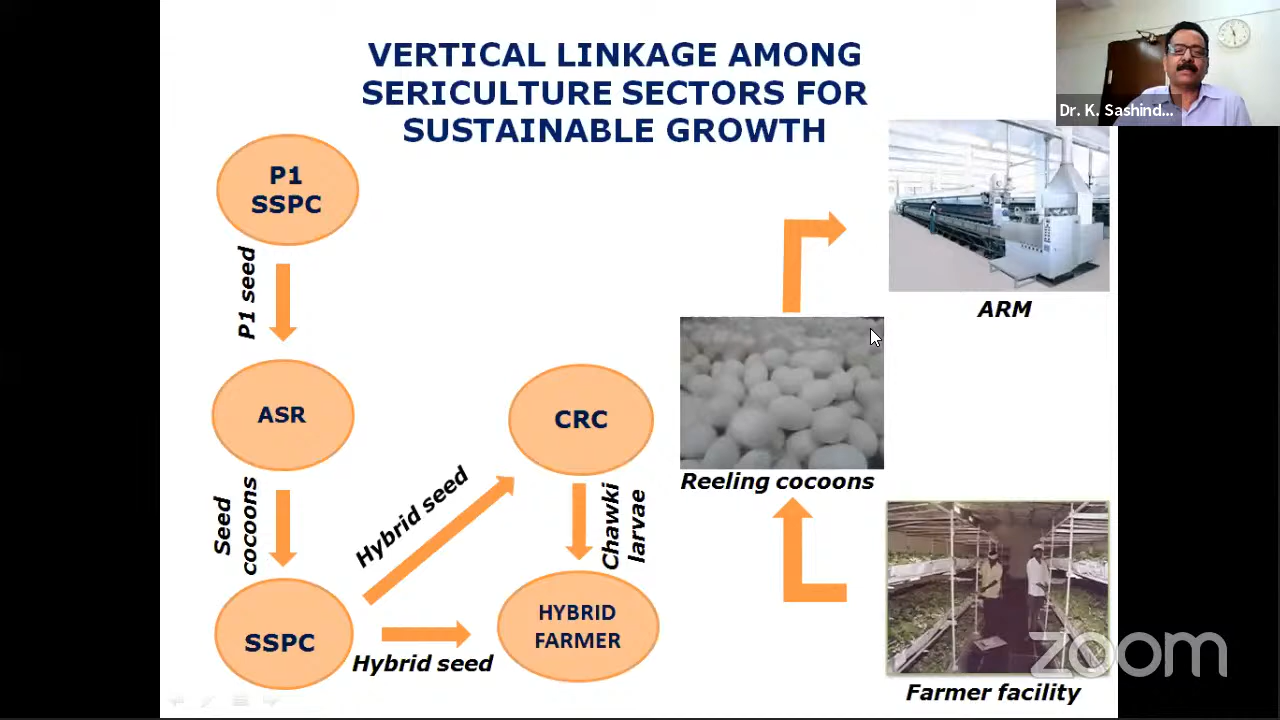 VERTICAL LINKAGE AMONG
SERICULTURE SECTORS FOR
SUSTAINABLE GROWTH
Dr. K. Sashind...
P1
SSPC
P1 seed
ASR
Seed
cocoons
SSPC
Hybrid seed
Hybrid seed
CRC
Chawki
larvae
HYBRID
FARMER
ARM
Reeling cocoons
Farmer facility
zoom